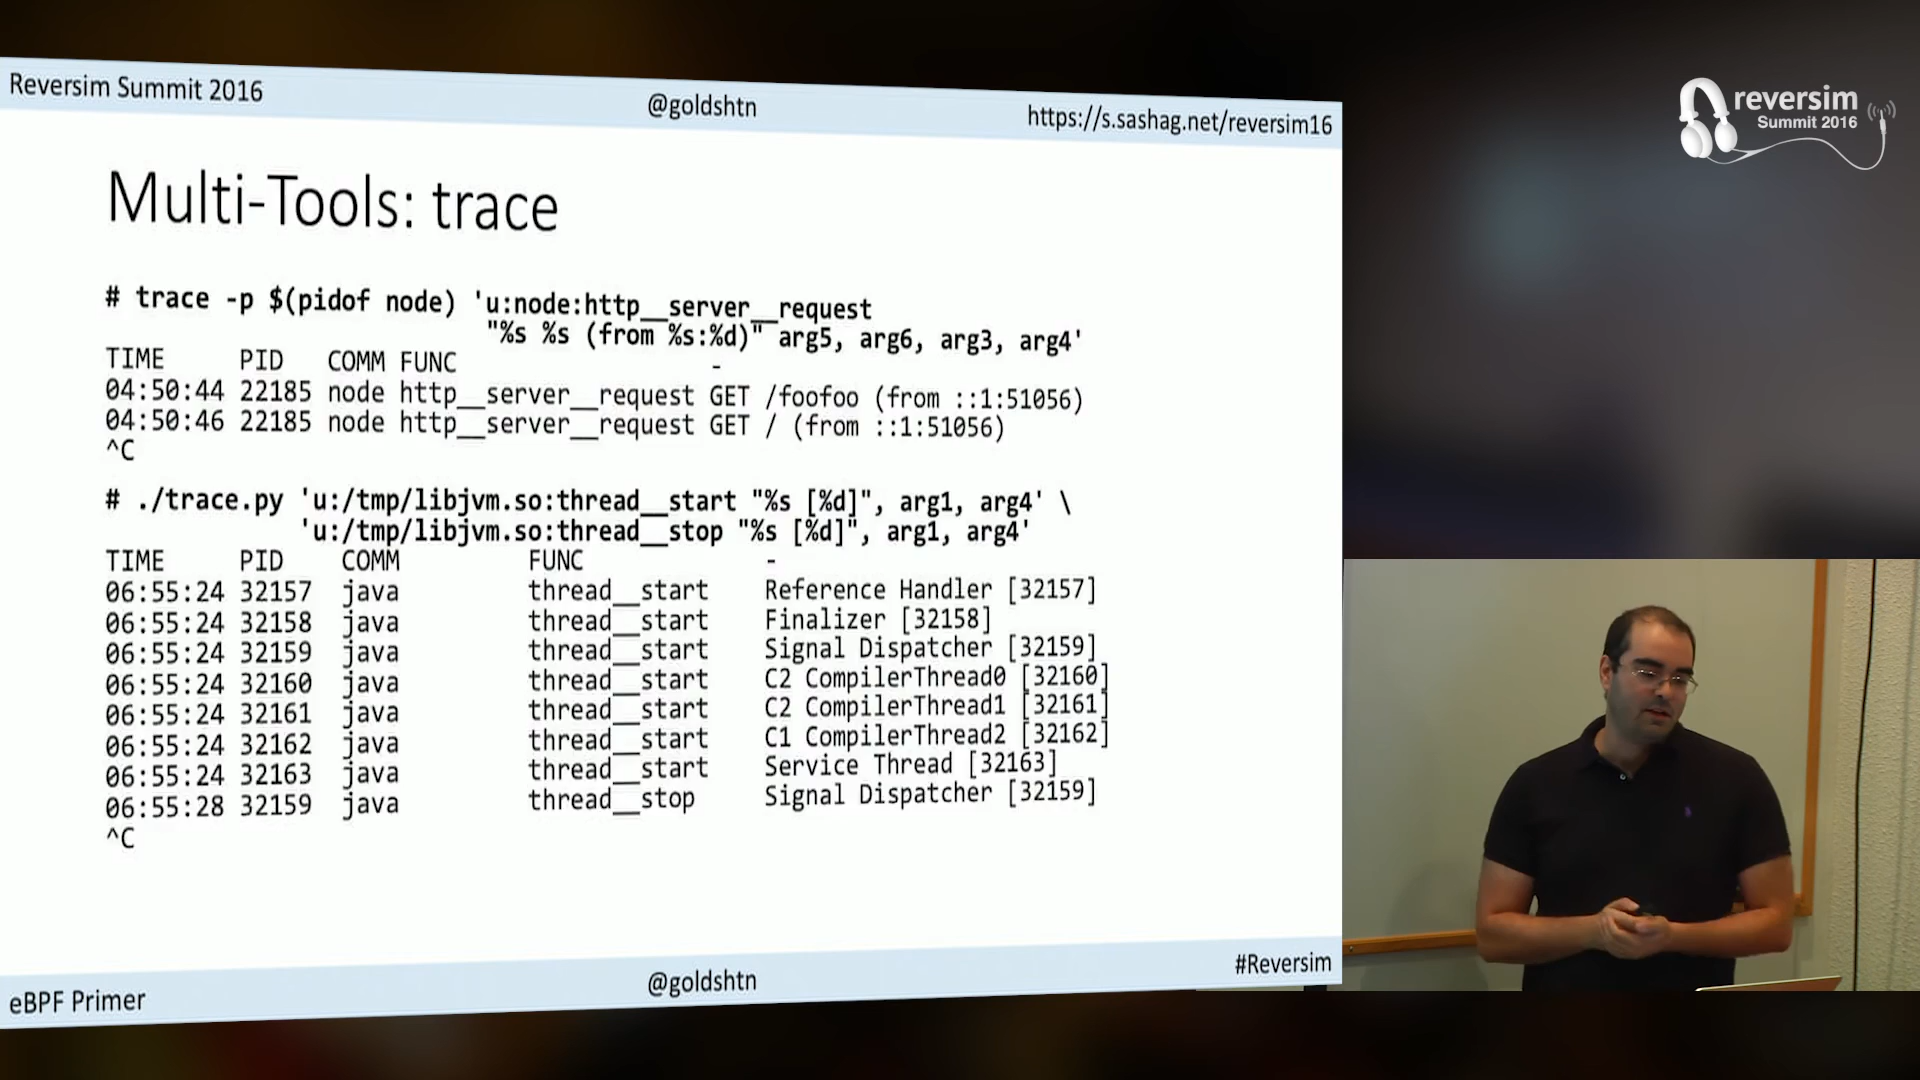 Reversim Summit 2016
@goldshtn
https://s.sashag.net/reversim16
reversim
Summit 2016
Multi-Tools: trace
# trace -p $(pidof node) 'u:node:http__server__request
"%s %s (from %s:%d)" arg5, arg6, arg3, arg4'
TIME PID COMM FUNC -
04:50:44 22185 node http__server__request GET /foofoo (from ::1:51056)
04:50:46 22185 node http__server__request GET / (from ::1:51056)
^C
# ./trace.py 'u:/tmp/libjvm.so:thread__start "%s [%d]", arg1, arg4' \
'u:/tmp/libjvm.so:thread__stop "%s [%d]", arg1, arg4'
TIME PID COMM FUNC -
06:55:24 32157 java thread__start Reference Handler [32157]
06:55:24 32158 java thread__start Finalizer [32158]
06:55:24 32159 java thread__start Signal Dispatcher [32159]
06:55:24 32160 java thread__start C2 CompilerThread0 [32160]
06:55:24 32161 java thread__start C2 CompilerThread1 [32161]
06:55:24 32162 java thread__start C1 CompilerThread2 [32162]
06:55:24 32163 java thread__start Service Thread [32163]
06:55:28 32159 java thread__stop Signal Dispatcher [32159]
^C
eBPF Primer
@goldshtn
#Reversim